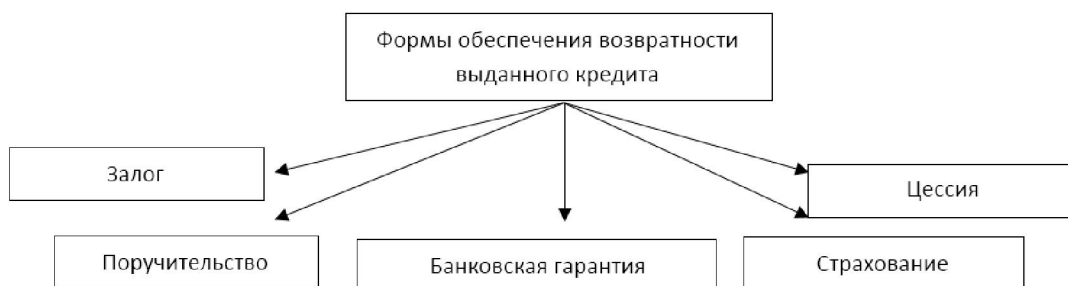 Формы обеспечения возвратности
выданного кредита
Залог
Цессия
Поручительство
Банковская гарантия
Страхование